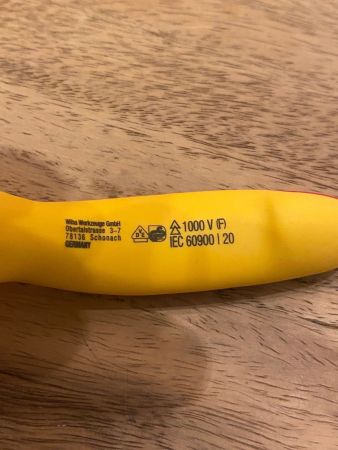 Wiha Werkzeuge GmbH
Obertalstrasse 3-7
78136 Schonach
GERMANY
1000 V (F)
IEC 60900 | 20